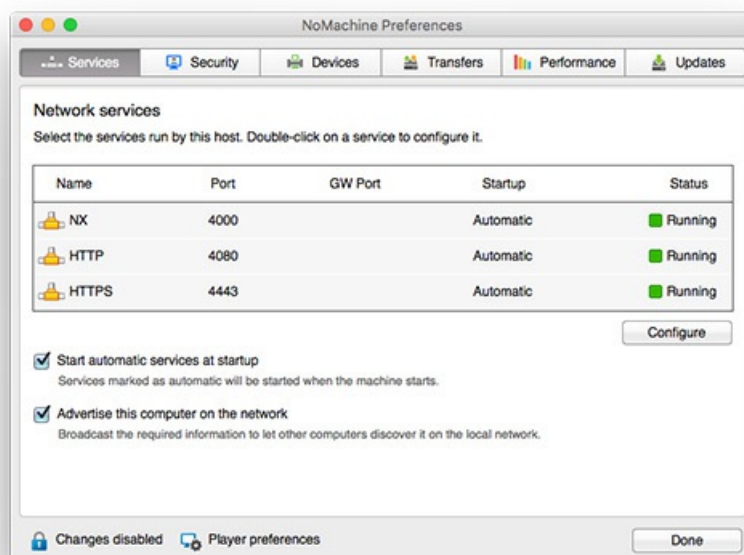 NoMachine Preferences
Services Security Devices Transfers Performance Updates
Network services
Select the services run by this host. Double-click on a service to configure it.
Name Port GW Port Startup Status
NX 4000 Automatic Running
HTTP 4080 Automatic Running
HTTPS 4443 Automatic Running
Configure
Start automatic services at startup
Services marked as automatic will be started when the machine starts.
Advertise this computer on the network
Broadcast the required information to let other computers discover it on the local network.
Changes disabled Player preferences Done